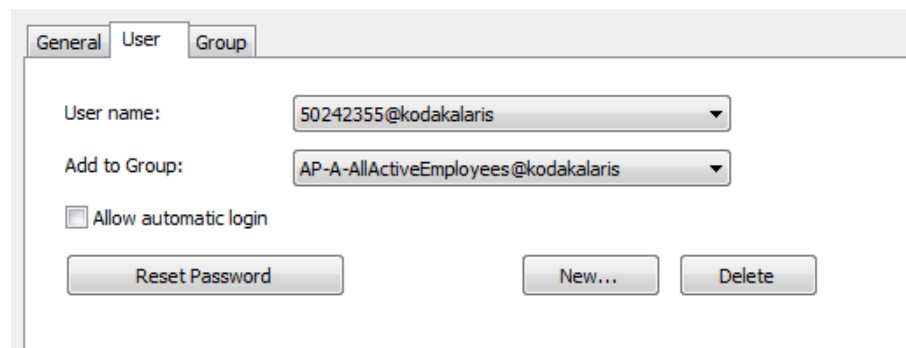 General User Group
User name: 50242355@kodakalaris
Add to Group: AP-A-AllActiveEmployees@kodakalaris
Allow automatic login
Reset Password New... Delete